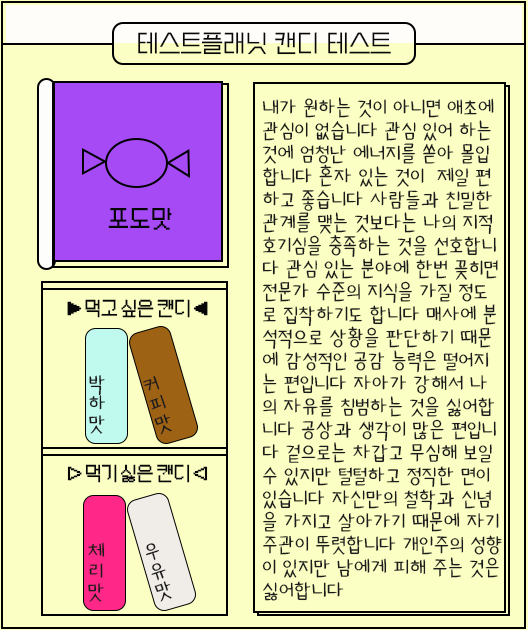 테스트플래닛 캔디 테스트
포도맛
▶먹고 싶은 캔디◀
박하맛
커피맛
▷먹기싫은 캔디◁
체리맛
우유맛
내가 원하는 것이 아니면 애초에
관심이 없습니다 관심 있어 하는
것에 엄청난 에너지를 쏟아 몰입
합니다 혼자 있는 것이 제일 편
하고 좋습니다 사람들과 친밀한
관계를 맺는 것보다는 나의 지적
호기심을 충족하는 것을 선호합니
다 관심 있는 분야에 한번 꽂히면
전문가 수준의 지식을 가질 정도
로 집착하기도 합니다 매사에 분
석적으로 상황을 판단하기 때문
에 감성적인 공감 능력은 떨어지
는 편입니다 자아가 강해서 나
의 자유를 침범하는 것을 싫어합
니다 공상과 생각이 많은 편입니
다 겉으로는 차갑고 무심해 보일
수 있지만 털털하고 정직한 면이
있습니다 자신만의 철학과 신념
을 가지고 살아가기 때문에 자기
주관이 뚜렷합니다 개인주의 성향
이 있지만 남에게 피해 주는 것은
싫어합니다